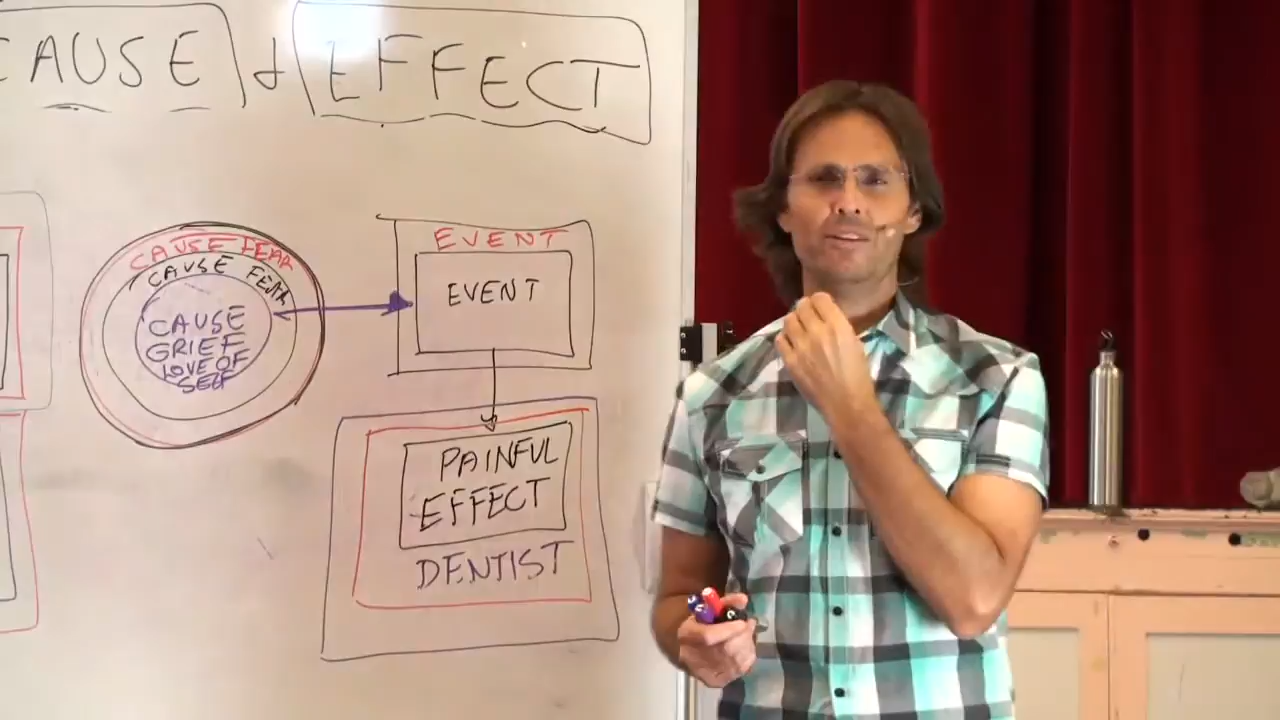 CAUSE & EFFECT
CAUSE FEAR
CAUSE FEAR
CAUSE
GRIEF
LOVE OF
SELF
EVENT
EVENT
PAINFUL
EFFECT
DENTIST